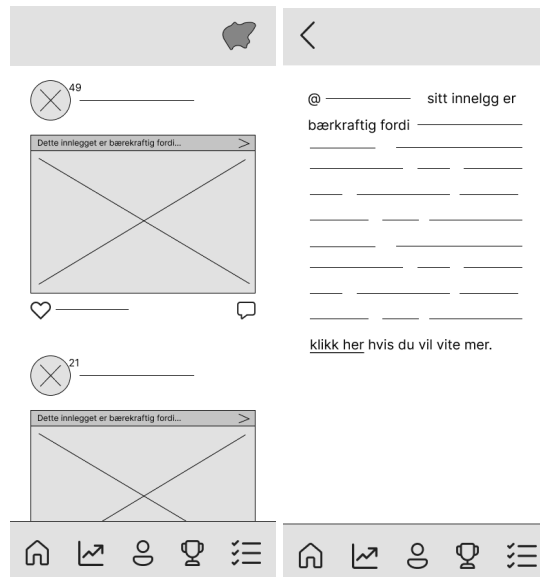 49
Dette innlegget er bærekraftig fordi...
21
Dette innlegget er bærekraftig fordi...
@ sitt innelgg er
bærkraftig fordi
klikk her hvis du vil vite mer.